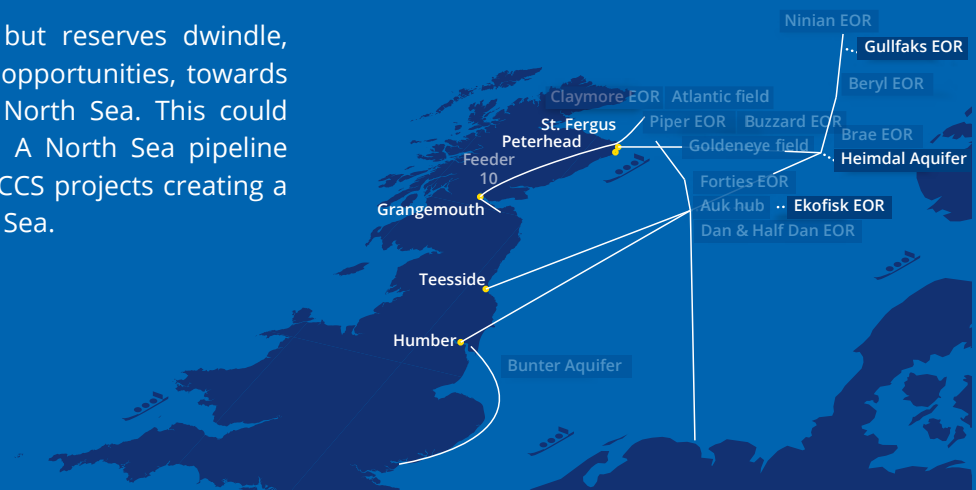 but reserves dwindle,
opportunities, towards
North Sea. This could
A North Sea pipeline
CCS projects creating a
Sea.
Ninian EOR
Gullfaks EOR
Beryl EOR
Claymore EOR
Atlantic field
St. Fergus
Piper EOR
Buzzard EOR
Peterhead
Brae EOR
Goldeneye field
Heimdal Aquifer
Feeder
10
Forties EOR
Grangemouth
Auk hub
Ekofisk EOR
Dan & Half Dan EOR
Teesside
Humber
Bunter Aquifer